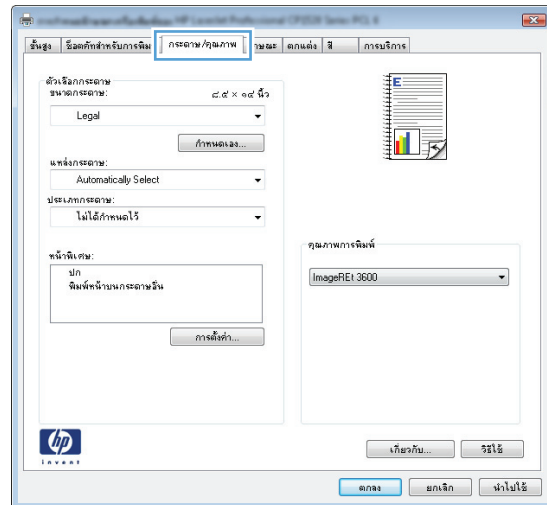 HP LaserJet Professional CP1520 Series PCL 6
ขั้นสูง
ช็อตคัทสำหรับการพิม
กระดาษ/คุณภาพ
ักษณะ
ตกแต่ง
สี
การบริการ
ตัวเลือกกระดาษ
ขนาดกระดาษ:
๘.๕ × ๑๔ นิ้ว
Legal
กำหนดเอง...
แหล่งกระดาษ:
Automatically Select
ประเภทกระดาษ:
ไม่ได้กำหนดไว้
หน้าพิเศษ:
ปก
พิมพ์หน้าบนกระดาษอื่น
การตั้งค่า...
E
คุณภาพการพิมพ์
ImageREt 3600
hp
invent
เกี่ยวกับ...
วิธีใช้
ตกลง
ยกเลิก
นำไปใช้